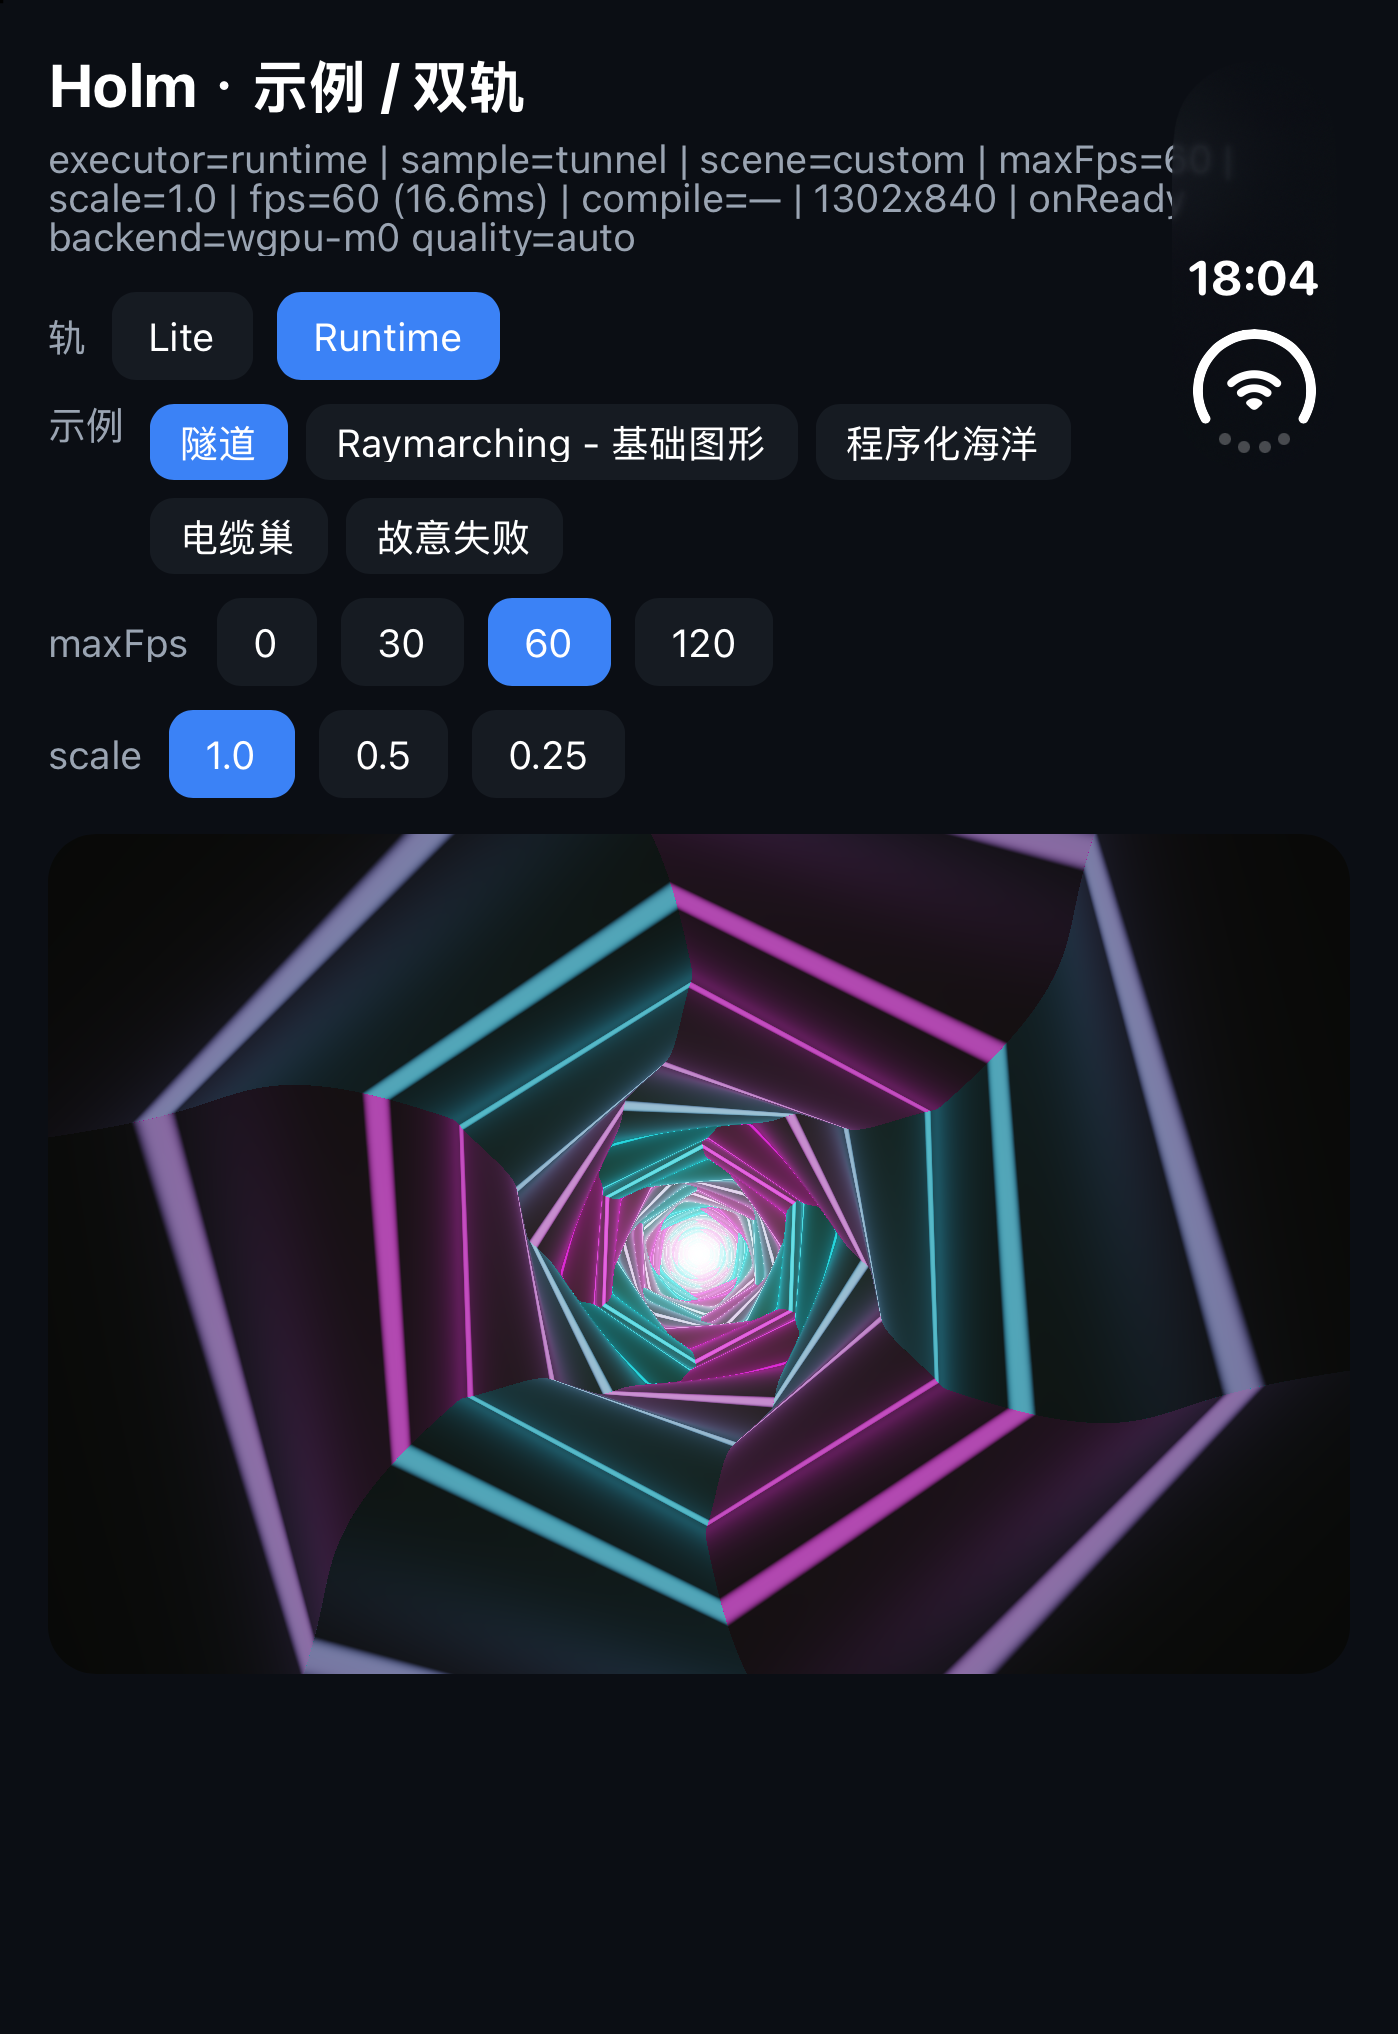 Holm · 示例 / 双轨
executor=runtime | sample=tunnel | scene=custom | maxFps=60 |
scale=1.0 | fps=60 (16.6ms) | compile=— | 1302x840 | onReady
backend=wgpu-m0 quality=auto
18:04
轨 Lite Runtime
示例 隧道 Raymarching - 基础图形 程序化海洋
电缆巢 故意失败
maxFps 0 30 60 120
scale 1.0 0.5 0.25